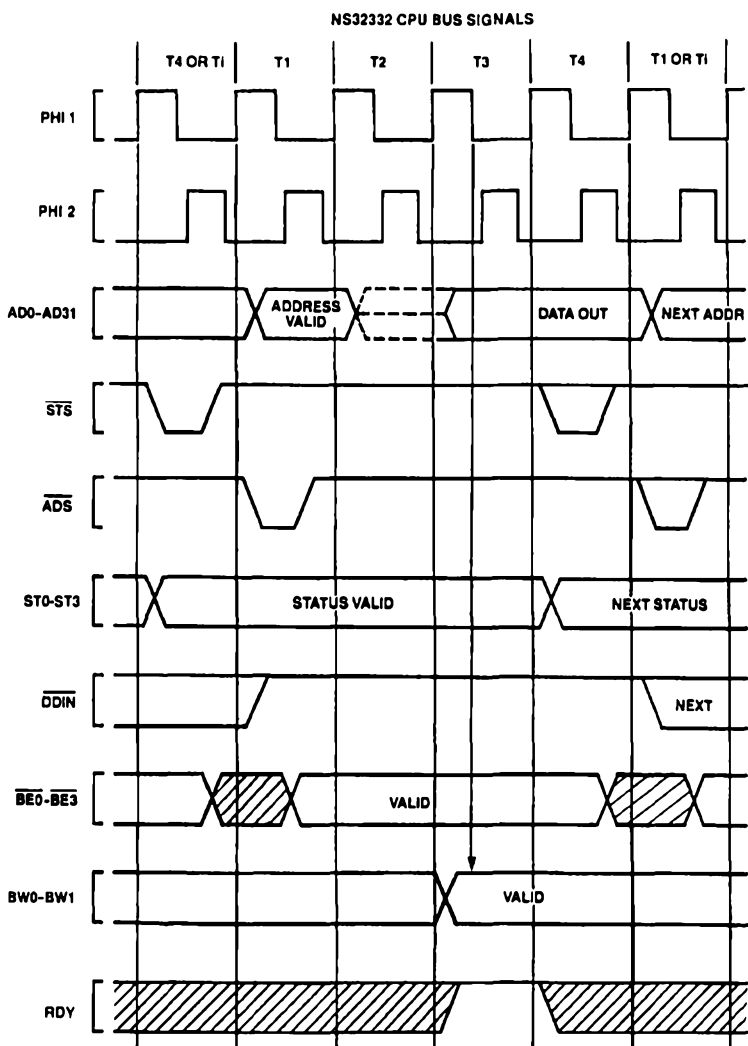 NS32332 CPU BUS SIGNALS
T4 OR Ti T1 T2 T3 T4 T1 OR Ti
PHI 1
PHI 2
AD0-AD31 ADDRESS VALID DATA OUT NEXT ADDR
STS
ADS
ST0-ST3 STATUS VALID NEXT STATUS
DDIN NEXT
BE0-BE3 VALID
BW0-BW1 VALID
RDY